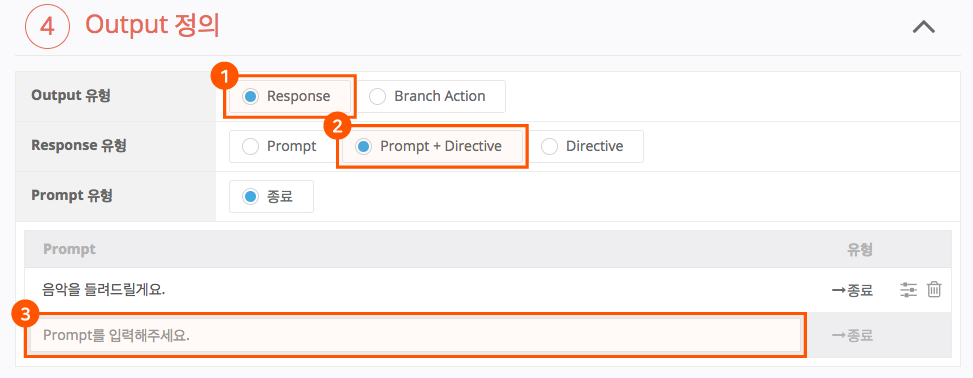 4 Output 정의
1
Output 유형 Response Branch Action
2
Response 유형 Prompt Prompt + Directive Directive
Prompt 유형 종료
Prompt 유형
음악을 들려드릴게요. →종료
3
Prompt를 입력해주세요. →종료